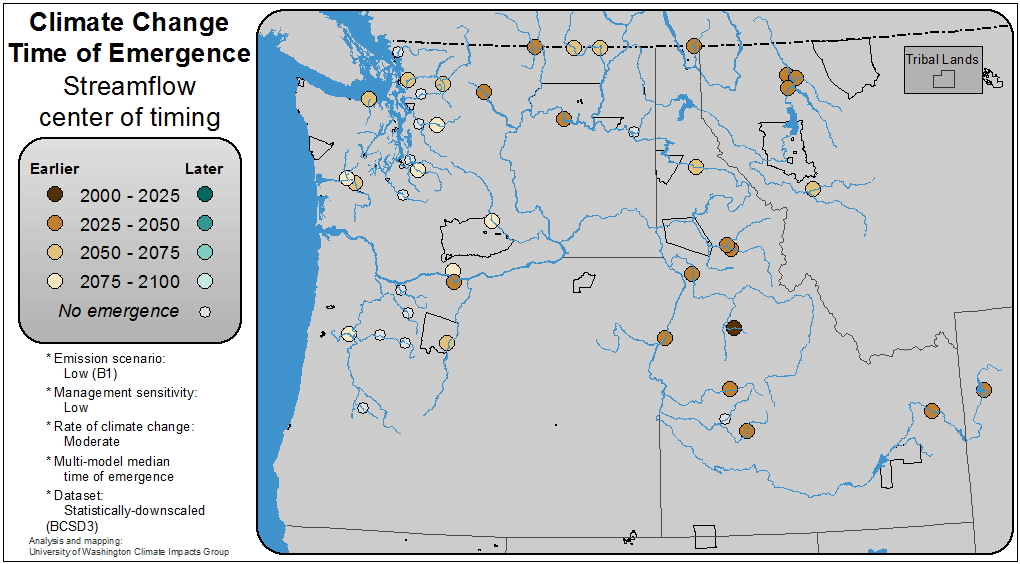 Climate Change
Time of Emergence
Streamflow
center of timing
Earlier Later
2000 - 2025
2025 - 2050
2050 - 2075
2075 - 2100
No emergence
* Emission scenario:
Low (B1)
* Management sensitivity:
Low
* Rate of climate change:
Moderate
* Multi-model median
time of emergence
* Dataset:
Statistically-downscaled
(BCSD3)
Analysis and mapping:
University of Washington Climate Impacts Group
Tribal Lands